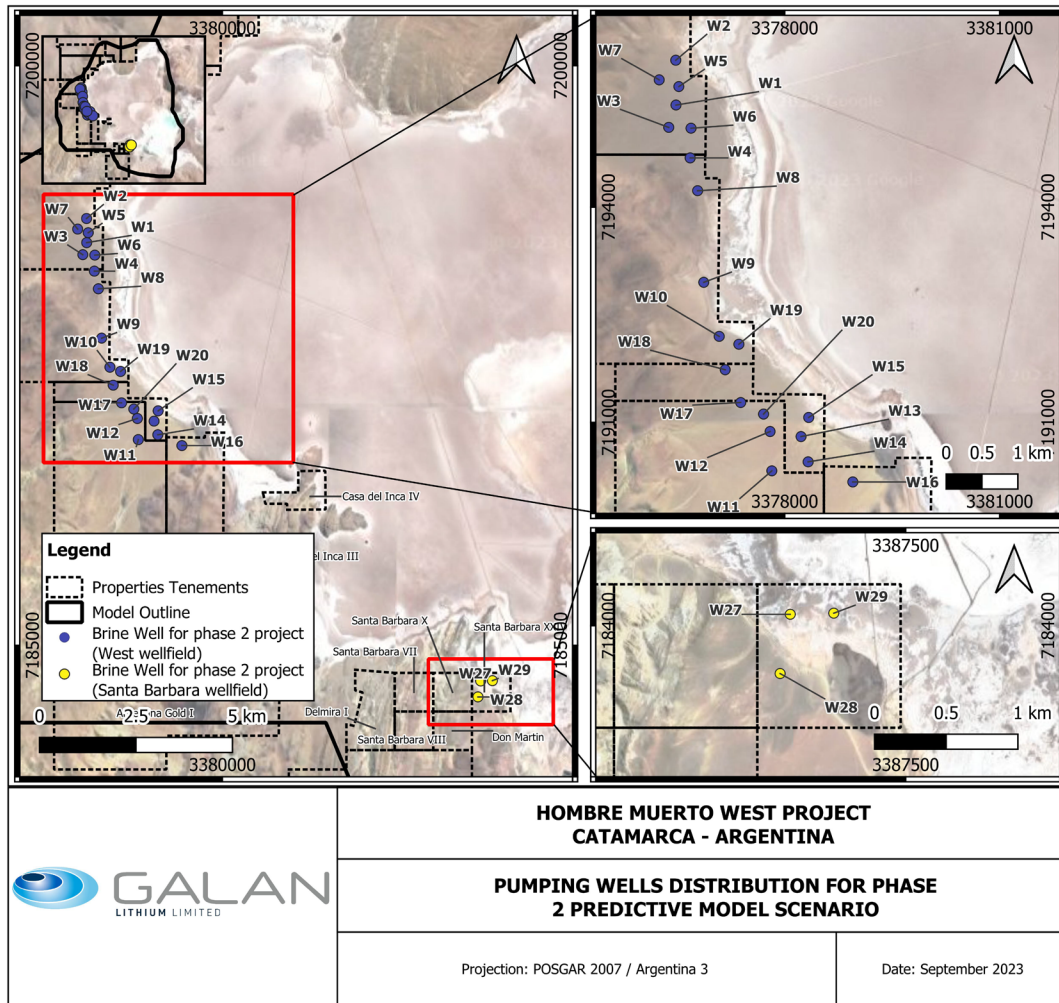 3380000
7200000
W2
W7
W5
W1
W3
W6
W4
W8
W9
W10
W19
W20
W18
W15
W17
W12
W14
W11
W16
Casa del Inca IV
el Inca III
Santa Barbara X
Santa Barbara XX
Santa Barbara VII
W27
W29
W28
Delmira I
Santa Barbara VIII
Don Martin
7185000
3380000
Legend
Properties Tenements
Model Outline
Brine Well for phase 2 project
(West wellfield)
Brine Well for phase 2 project
(Santa Barbara wellfield)
0 2.5 5 km
3378000 3381000
W2
W7
W5
W1
W3
W6
W4
7194000
W8
W9
W10
W19
W20
W18
W15
W17
W13
7191000
W12
W14
0 0.5 1 km
W11
W16
3378000 3381000
3387500
W27
W29
7184000
W28
0 0.5 1 km
3387500
HOMBRE MUERTO WEST PROJECT
CATAMARCA - ARGENTINA
GALAN
LITHIUM LIMITED
PUMPING WELLS DISTRIBUTION FOR PHASE
2 PREDICTIVE MODEL SCENARIO
Projection: POSGAR 2007 / Argentina 3
Date: September 2023